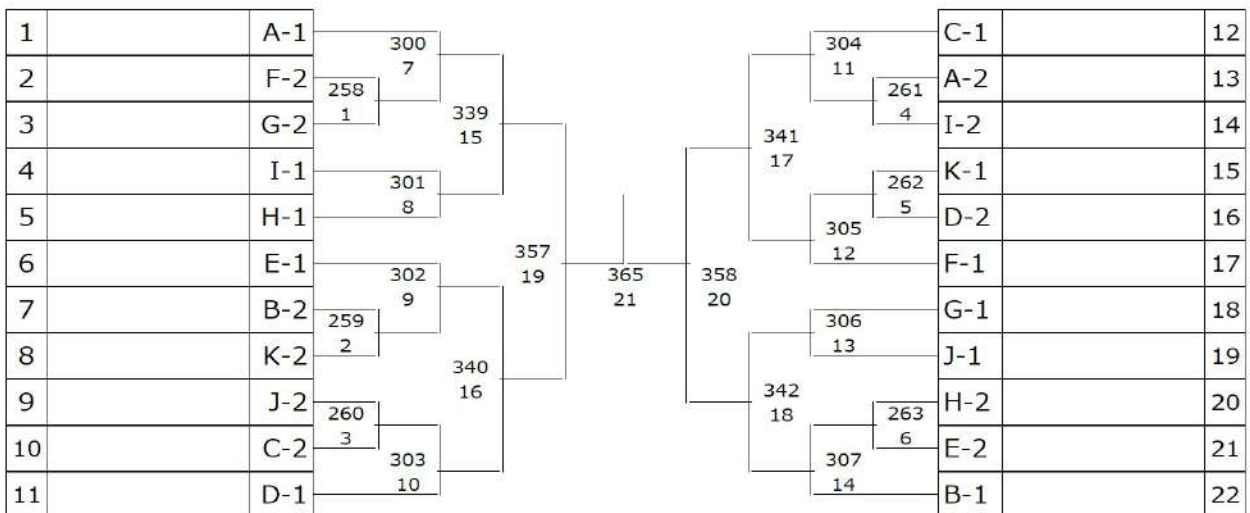 1 A-1 300 304 C-1 12
7 11
2 F-2 258 261 A-2 13
1 339 4
3 G-2 15 341 I-2 14
17
4 I-1 301 262 K-1 15
8 5
5 H-1 305 D-2 16
357 12
6 E-1 302 19 365 358 F-1 17
9 21 20
7 B-2 259 306 G-1 18
2 13
8 K-2 340 J-1 19
16 342
9 J-2 260 18 263 H-2 20
3 6
10 C-2 303 307 E-2 21
10 14
11 D-1 B-1 22